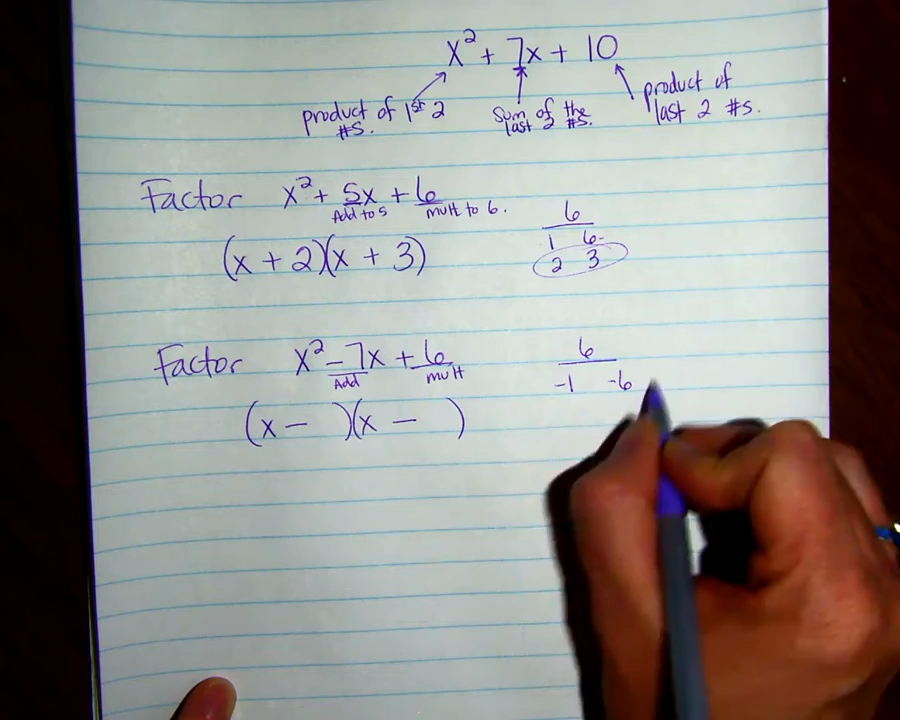 x² + 7x + 10
product of 1st 2 #s.
Sum of the last 2 #s.
product of last 2 #s.
Factor x² + 5x + 6
Add to 5 mult to 6.
(x + 2)(x + 3)
6
1 6
2 3
Factor x² - 7x + 6
Add mult
(x - )(x - )
6
-1 -6